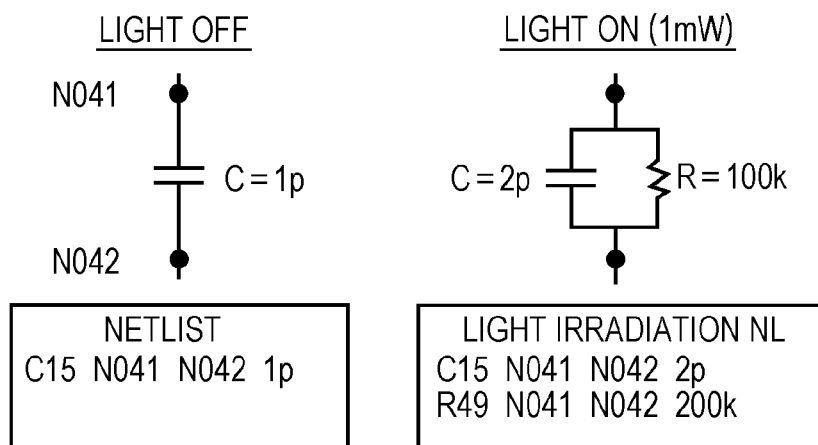 LIGHT OFF
N041
C=1p
N042
NETLIST
C15 N041 N042 1p
LIGHT ON (1mW)
C=2p
R=100k
LIGHT IRRADIATION NL
C15 N041 N042 2p
R49 N041 N042 200k